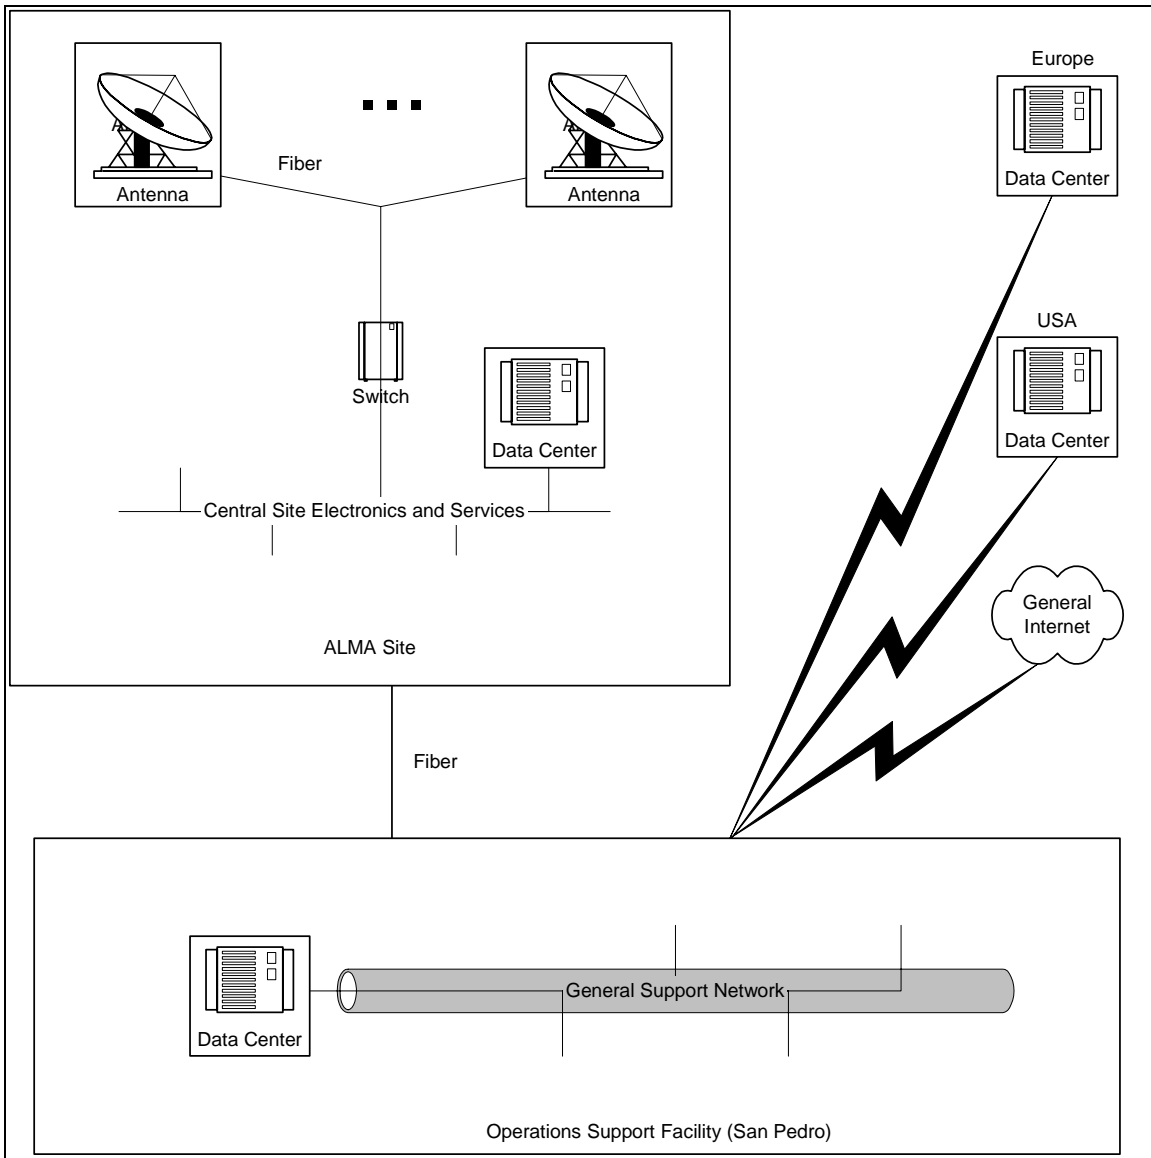 Europe
Data Center
Antenna
Fiber
Antenna
USA
Data Center
Switch
Data Center
Central Site Electronics and Services
General
Internet
ALMA Site
Fiber
General Support Network
Data Center
Operations Support Facility (San Pedro)